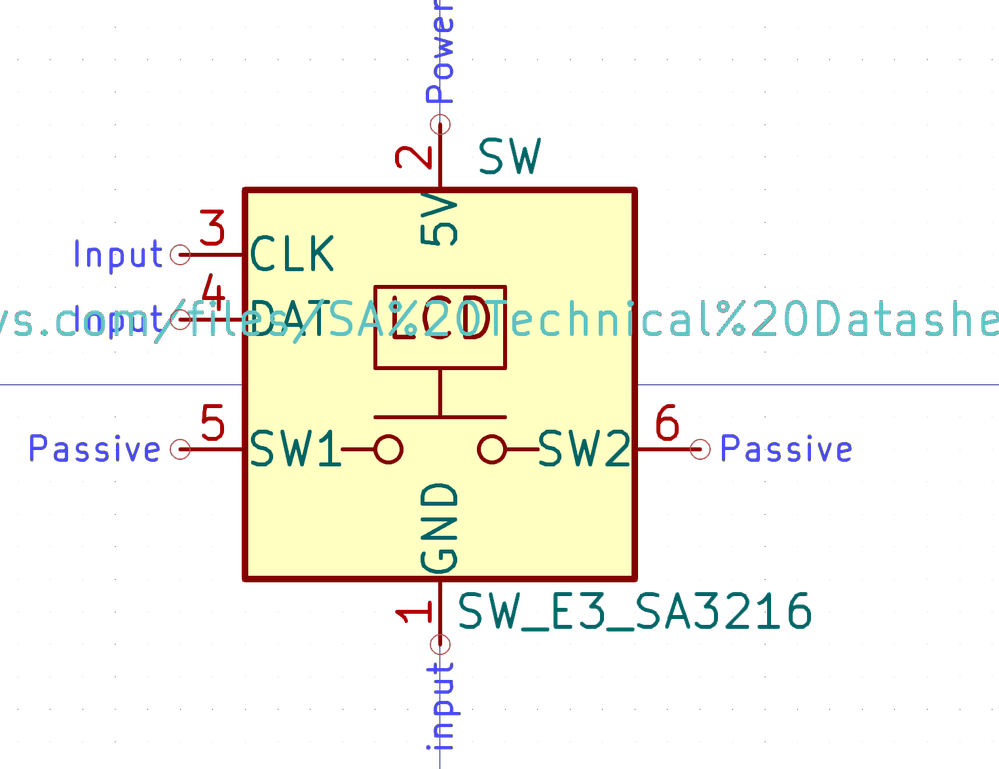 Power
2
SW
5V
3
Input
CLK
4
Input
DAT
LCD
ys.com/files/SA%20Technical%20Datashe
5
Passive
SW1
SW2
6
Passive
GND
1
SW_E3_SA3216
input